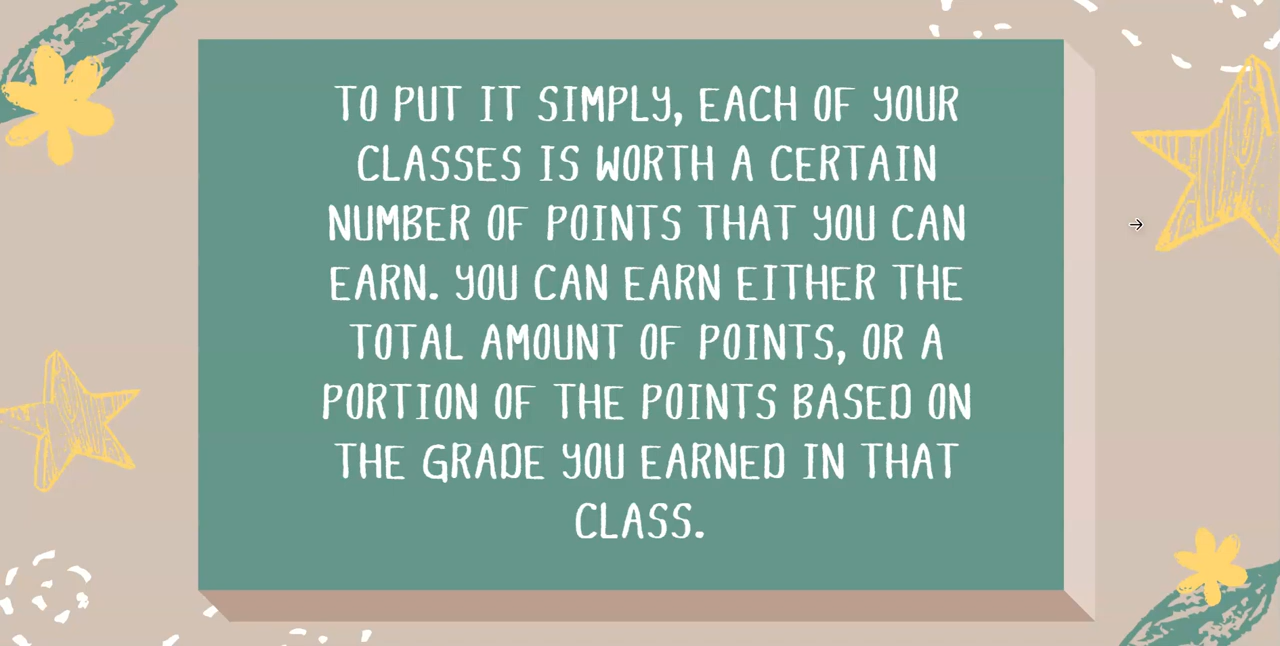 TO PUT IT SIMPLY, EACH OF YOUR
CLASSES IS WORTH A CERTAIN
NUMBER OF POINTS THAT YOU CAN
EARN. YOU CAN EARN EITHER THE
TOTAL AMOUNT OF POINTS, OR A
PORTION OF THE POINTS BASED ON
THE GRADE YOU EARNED IN THAT
CLASS.